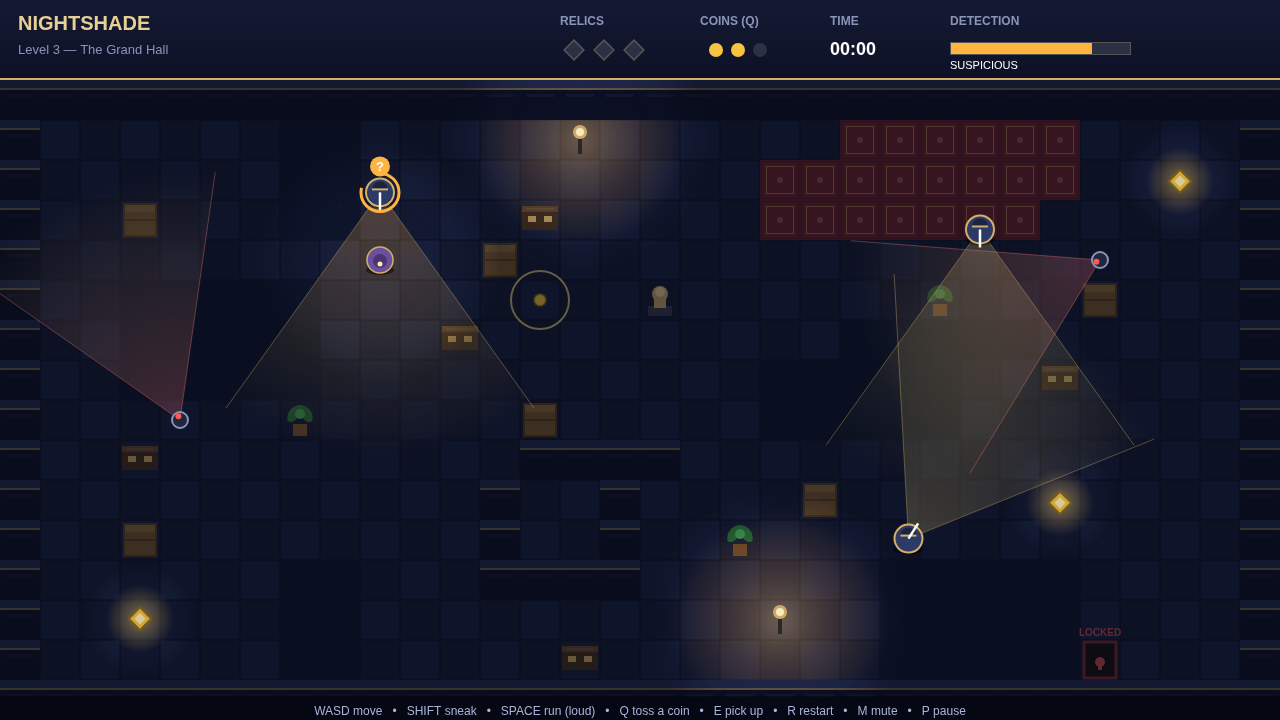 NIGHTSHADE
Level 3 — The Grand Hall
RELICS
COINS (Q)
TIME
00:00
DETECTION
SUSPICIOUS
?
LOCKED
WASD move • SHIFT sneak • SPACE run (loud) • Q toss a coin • E pick up • R restart • M mute • P pause